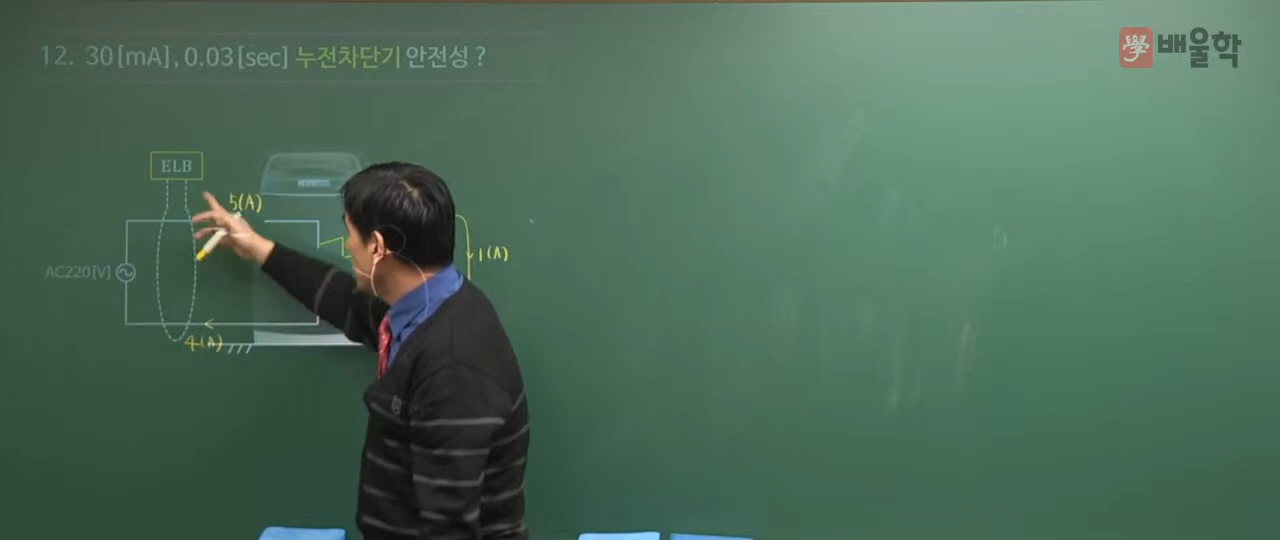 12. 30[mA], 0.03[sec] 누전차단기 안전성 ?
學 배울학
ELB
5(A)
AC220[V]
1(A)
4(A)